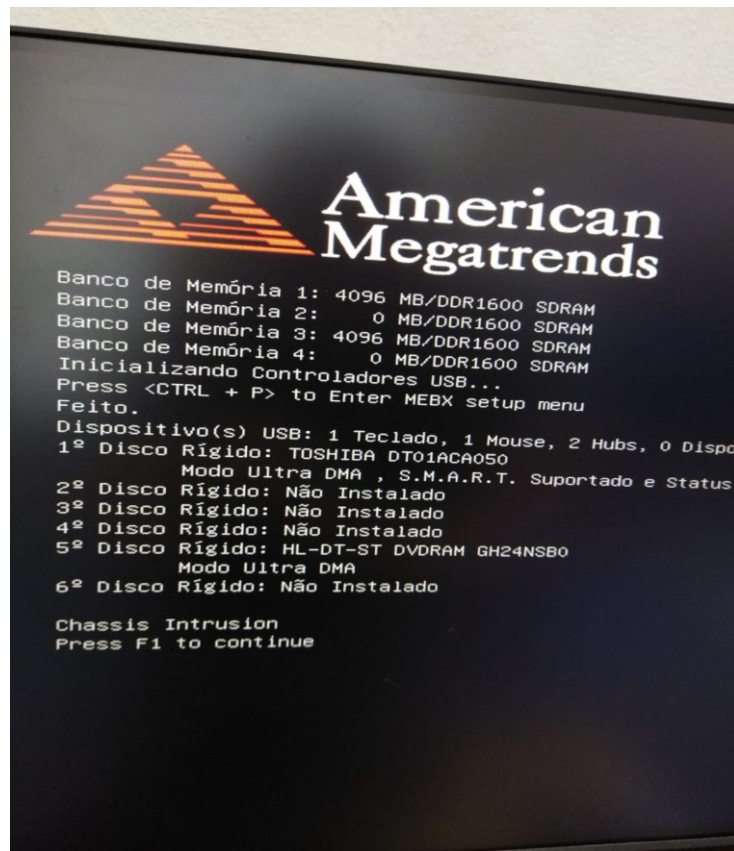 American
Megatrends
Banco de Memória 1: 4096 MB/DDR1600 SDRAM
Banco de Memória 2: 0 MB/DDR1600 SDRAM
Banco de Memória 3: 4096 MB/DDR1600 SDRAM
Banco de Memória 4: 0 MB/DDR1600 SDRAM
Inicializando Controladores USB...
Press <CTRL + P> to Enter MEBX setup menu
Feito.
Dispositivo(s) USB: 1 Teclado, 1 Mouse, 2 Hubs, 0 Dispo
1º Disco Rígido: TOSHIBA DT01ACA050
Modo Ultra DMA , S.M.A.R.T. Suportado e Status
2º Disco Rígido: Não Instalado
3º Disco Rígido: Não Instalado
4º Disco Rígido: Não Instalado
5º Disco Rígido: HL-DT-ST DVDRAM GH24NSB0
Modo Ultra DMA
6º Disco Rígido: Não Instalado
Chassis Intrusion
Press F1 to continue